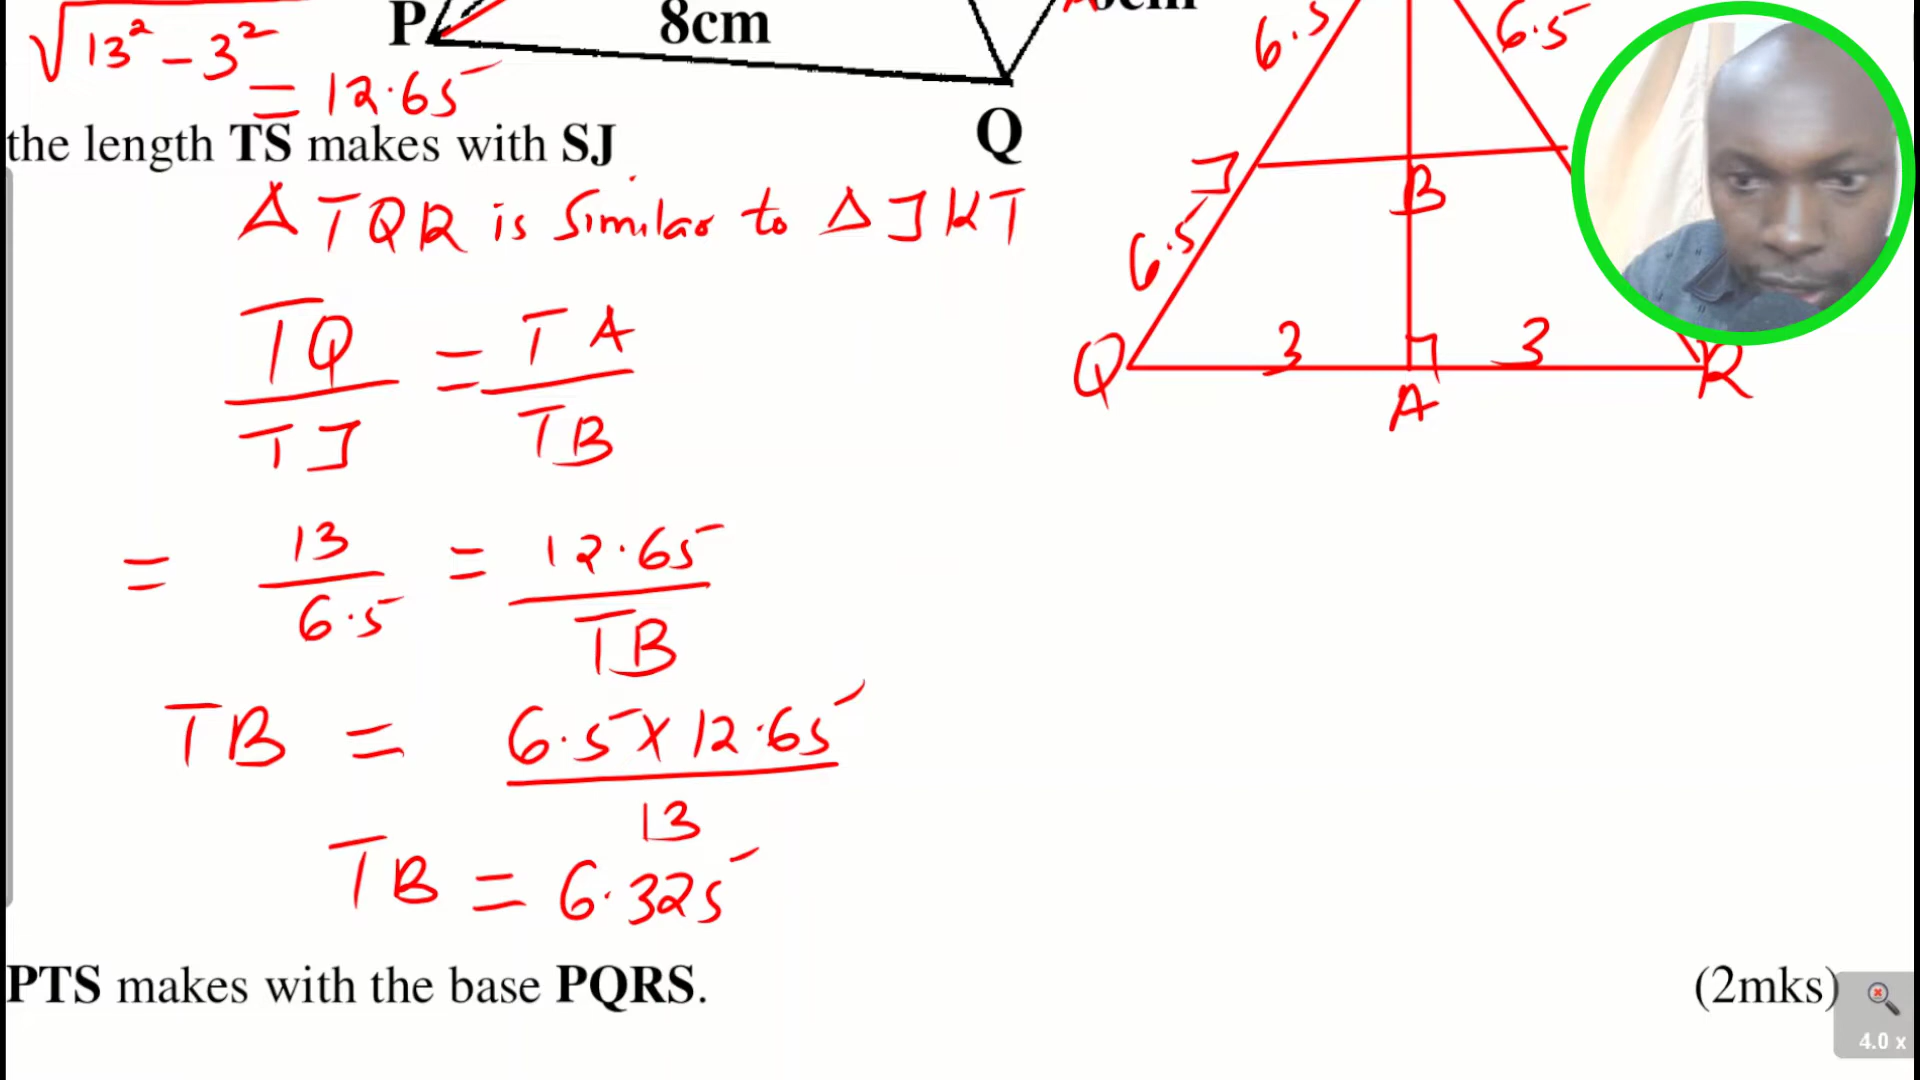 √13² - 3²
= 12.65
P
8cm
Q
6.5
6.5
the length TS makes with SJ
Δ TQR is Similar to Δ JKT
J
B
6.5
Q
3
3
R
A
TQ/TJ = TA/TB
= 13/6.5 = 12.65/TB
TB = 6.5 x 12.65/13
TB = 6.325
PTS makes with the base PQRS. (2mks)
4.0 x